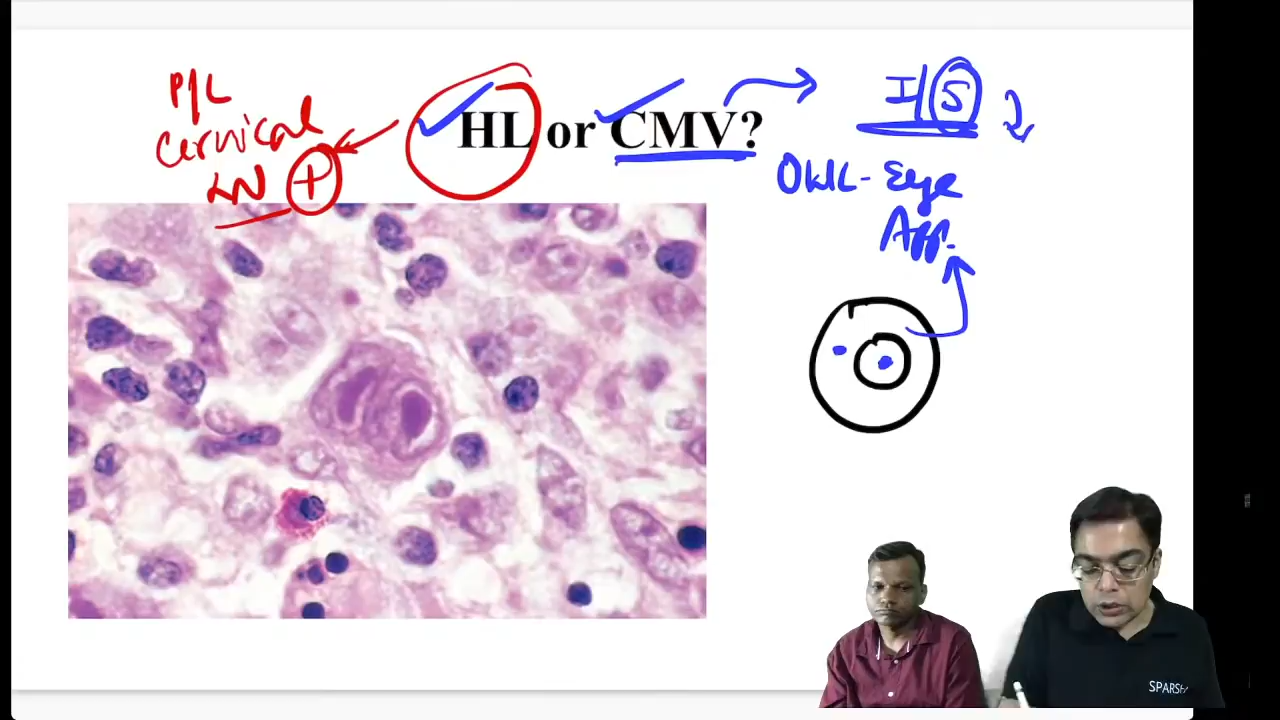 P/L
Cervical
LN +
HL or CMV?
I/S
OWL-Eye
App.
SPARSH